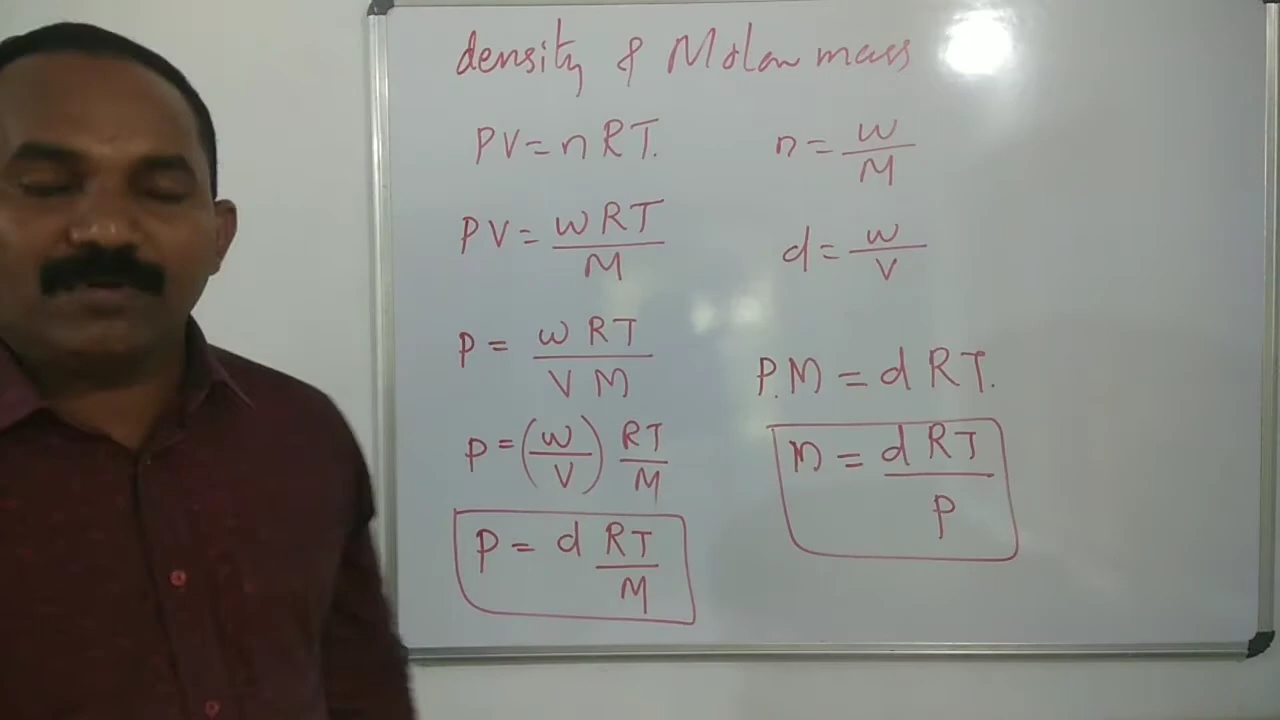 density & Molar mass
PV = nRT.
n = w/M
PV = wRT/M
d = w/V
P = wRT/VM
P = (w/V) RT/M
P = d RT/M
P.M = dRT.
M = dRT/P